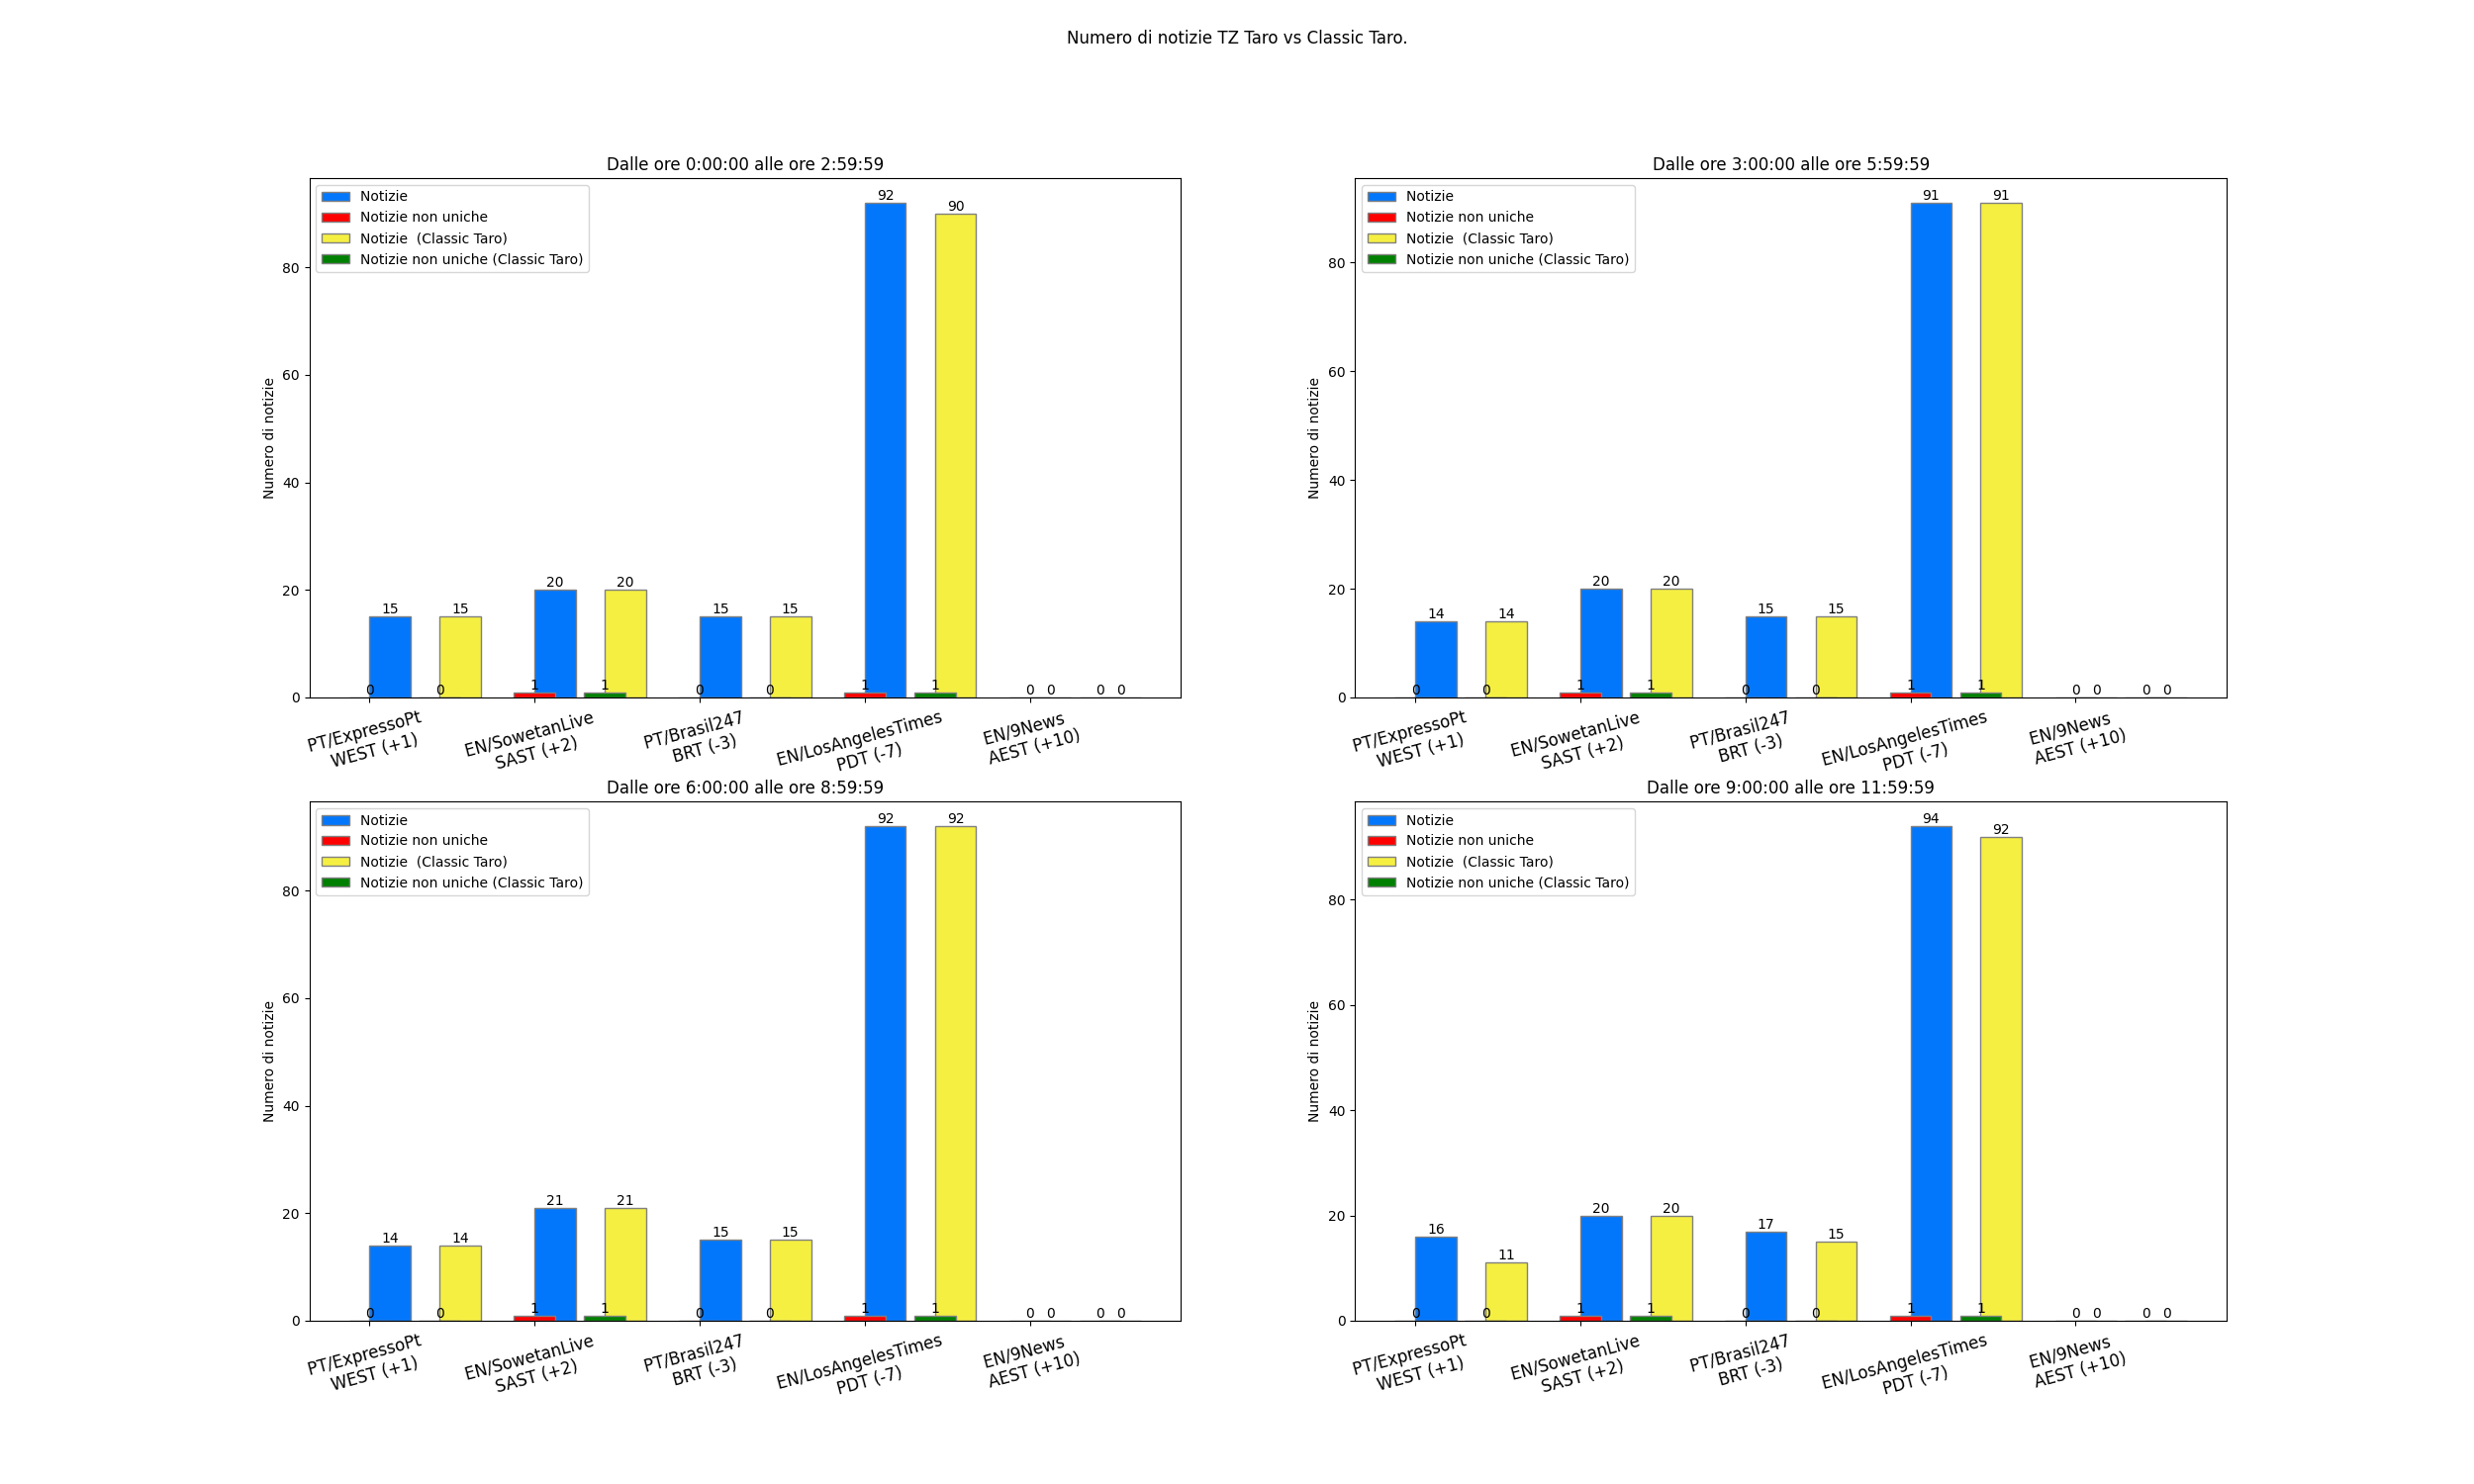 Numero di notizie TZ Taro vs Classic Taro.
Dalle ore 0:00:00 alle ore 2:59:59
Notizie
Notizie non uniche
Notizie  (Classic Taro)
Notizie non uniche (Classic Taro)
Numero di notizie
80
60
40
20
0
15
15
20
20
15
15
92
90
0
0
1
1
0
0
1
1
0
0
0
0
PT/ExpressoPt
WEST (+1)
EN/SowetanLive
SAST (+2)
PT/Brasil247
BRT (-3)
EN/LosAngelesTimes
PDT (-7)
EN/9News
AEST (+10)
Dalle ore 3:00:00 alle ore 5:59:59
Notizie
Notizie non uniche
Notizie  (Classic Taro)
Notizie non uniche (Classic Taro)
Numero di notizie
80
60
40
20
0
14
14
20
20
15
15
91
91
0
0
1
1
0
0
1
1
0
0
0
0
PT/ExpressoPt
WEST (+1)
EN/SowetanLive
SAST (+2)
PT/Brasil247
BRT (-3)
EN/LosAngelesTimes
PDT (-7)
EN/9News
AEST (+10)
Dalle ore 6:00:00 alle ore 8:59:59
Notizie
Notizie non uniche
Notizie  (Classic Taro)
Notizie non uniche (Classic Taro)
Numero di notizie
80
60
40
20
0
14
14
21
21
15
15
92
92
0
0
1
1
0
0
1
1
0
0
0
0
PT/ExpressoPt
WEST (+1)
EN/SowetanLive
SAST (+2)
PT/Brasil247
BRT (-3)
EN/LosAngelesTimes
PDT (-7)
EN/9News
AEST (+10)
Dalle ore 9:00:00 alle ore 11:59:59
Notizie
Notizie non uniche
Notizie  (Classic Taro)
Notizie non uniche (Classic Taro)
Numero di notizie
80
60
40
20
0
16
11
20
20
17
15
94
92
0
0
1
1
0
0
1
1
0
0
0
0
PT/ExpressoPt
WEST (+1)
EN/SowetanLive
SAST (+2)
PT/Brasil247
BRT (-3)
EN/LosAngelesTimes
PDT (-7)
EN/9News
AEST (+10)